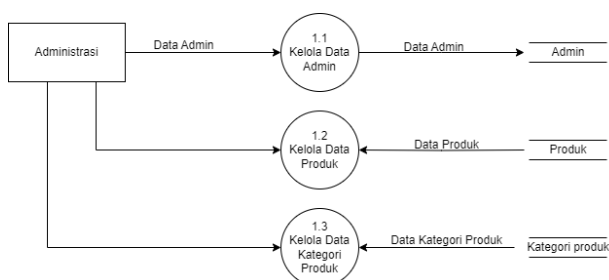 Administrasi
Data Admin
1.1
Kelola Data
Admin
Data Admin
Admin
1.2
Kelola Data
Produk
Data Produk
Produk
1.3
Kelola Data
Kategori
Produk
Data Kategori Produk
Kategori produk